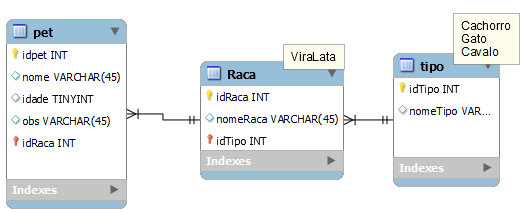 pet
idpet INT
nome VARCHAR(45)
idade TINYINT
obs VARCHAR(45)
idRaca INT
Indexes
ViraLata
Raca
idRaca INT
nomeRaca VARCHAR(45)
idTipo INT
Indexes
Cachorro
Gato
Cavalo
tipo
idTipo INT
nomeTipo VAR...
Indexes